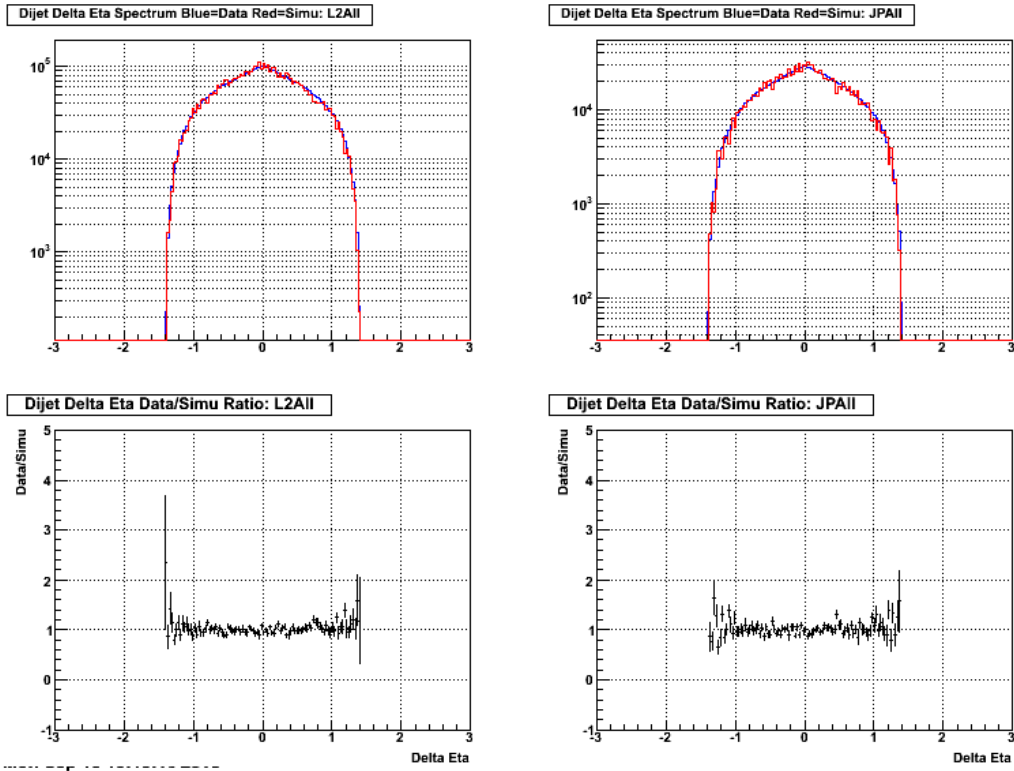 Dijet Delta Eta Spectrum Blue=Data Red=Simu: L2All
10^5
10^4
10^3
-3 -2 -1 0 1 2 3
Dijet Delta Eta Spectrum Blue=Data Red=Simu: JPAll
10^4
10^3
10^2
-3 -2 -1 0 1 2 3
Dijet Delta Eta Data/Simu Ratio: L2All
Data/Simu
5
4
3
2
1
0
-1
-3 -2 -1 0 1 2 3
Delta Eta
Dijet Delta Eta Data/Simu Ratio: JPAll
Data/Simu
5
4
3
2
1
0
-1
-3 -2 -1 0 1 2 3
Delta Eta